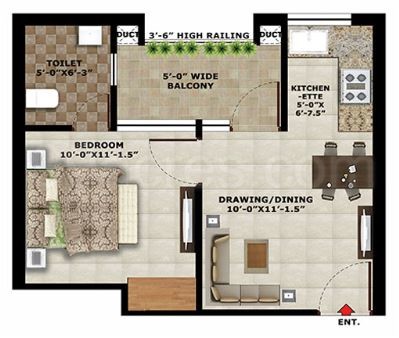 DUCT
3'-6" HIGH RAILING
DUCT
TOILET
5'-0"X6'-3"
5'-0" WIDE
BALCONY
KITCHEN
-ETTE
5'-0"X
6'-7.5"
BEDROOM
10'-0"X11'-1.5"
DRAWING/DINING
10'-0"X11'-1.5"
ENT.